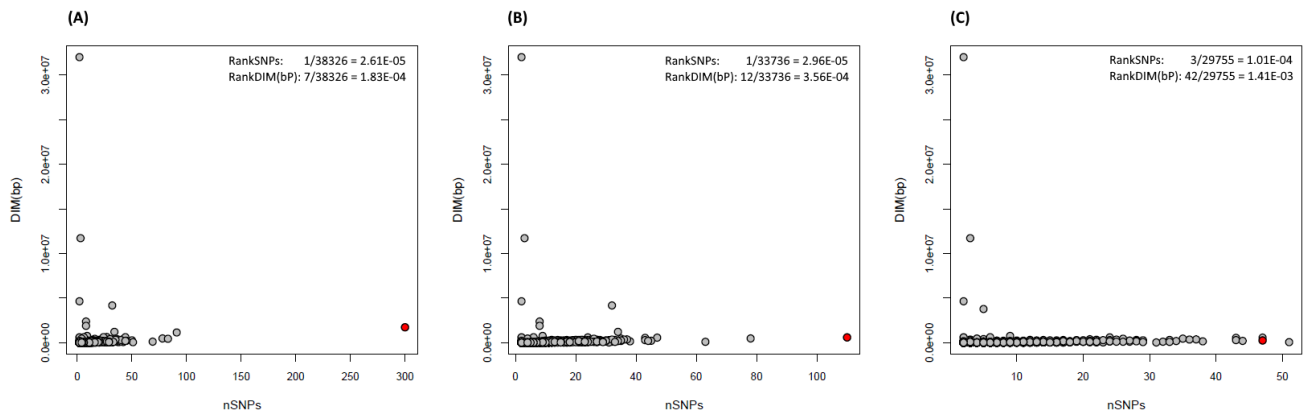 (A)
RankSNPs: 1/38326 = 2.61E-05
RankDIM(bP): 7/38326 = 1.83E-04
DIM(bp)
3.0e+07
2.0e+07
1.0e+07
0.0e+00
0 50 100 150 200 250 300
nSNPs
(B)
RankSNPs: 1/33736 = 2.96E-05
RankDIM(bP): 12/33736 = 3.56E-04
DIM(bp)
3.0e+07
2.0e+07
1.0e+07
0.0e+00
0 20 40 60 80 100
nSNPs
(C)
RankSNPs: 3/29755 = 1.01E-04
RankDIM(bP): 42/29755 = 1.41E-03
DIM(bp)
3.0e+07
2.0e+07
1.0e+07
0.0e+00
10 20 30 40 50
nSNPs